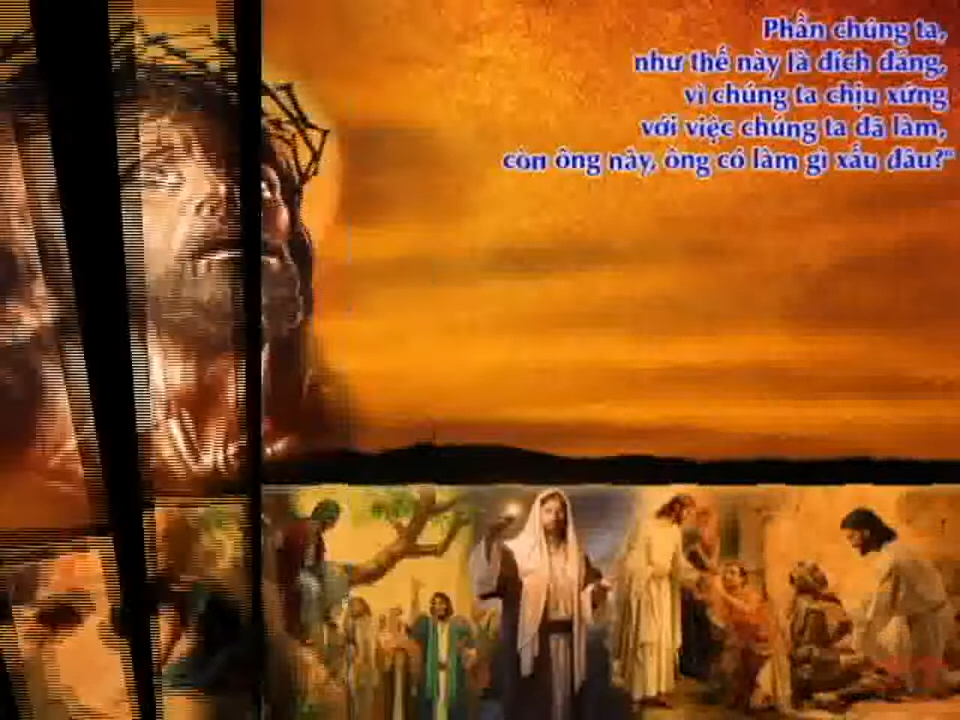 Phần chúng ta,
như thế này là đích đáng,
vì chúng ta chịu xứng
với việc chúng ta đã làm,
còn ông này, ông có làm gì xấu đâu?"